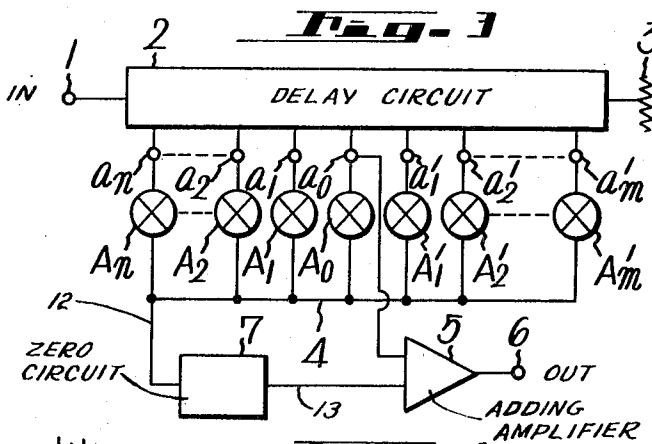 Fig. 3
1
2
3
IN
DELAY CIRCUIT
an a2 a1 a0 a'1 a'2 a'm
An A2 A1 A0 A'1 A'2 A'm
12
4
7
5
6
ZERO CIRCUIT
13
OUT
ADDING AMPLIFIER